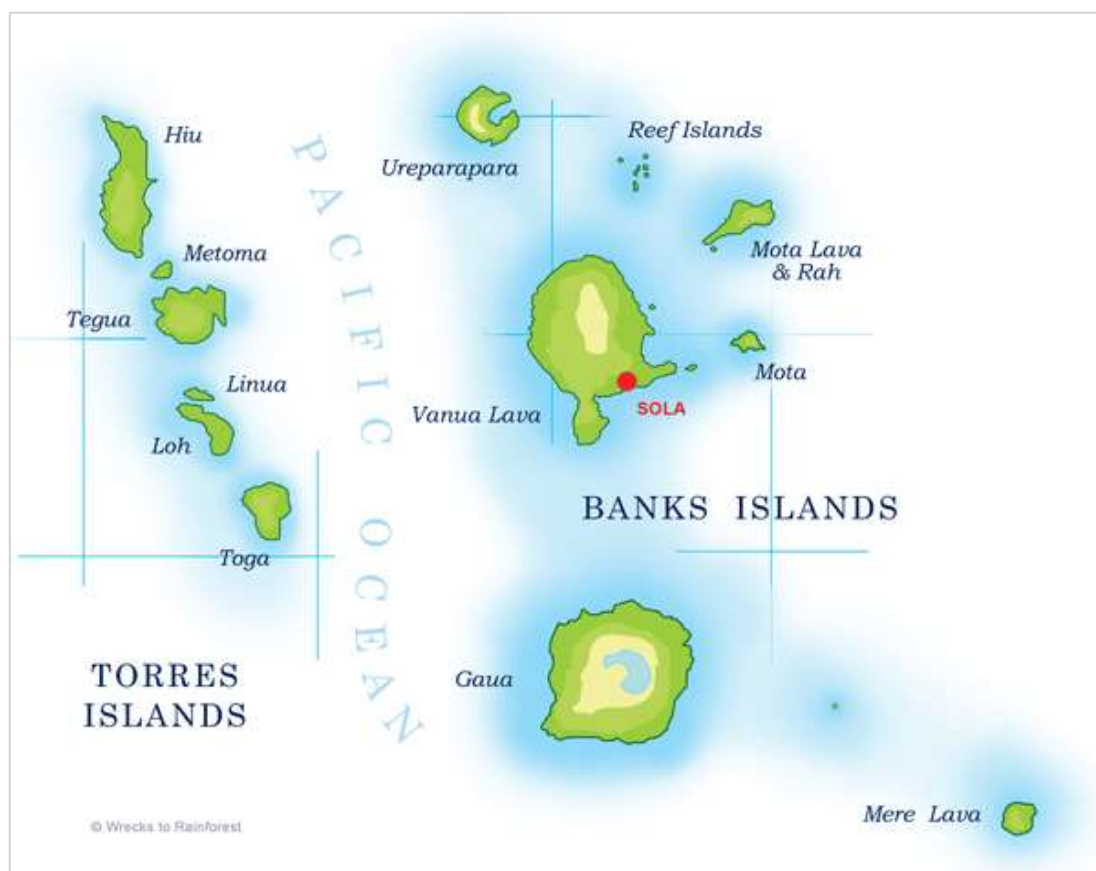 Hiu
Reef Islands
Ureparapara
PACIFIC OCEAN
Metoma
Mota Lava
& Rah
Tegua
Linua
Mota
Vanua Lava
SOLA
Loh
BANKS ISLANDS
Toga
TORRES
ISLANDS
Gaua
Mere Lava
© Wrecks to Rainforest